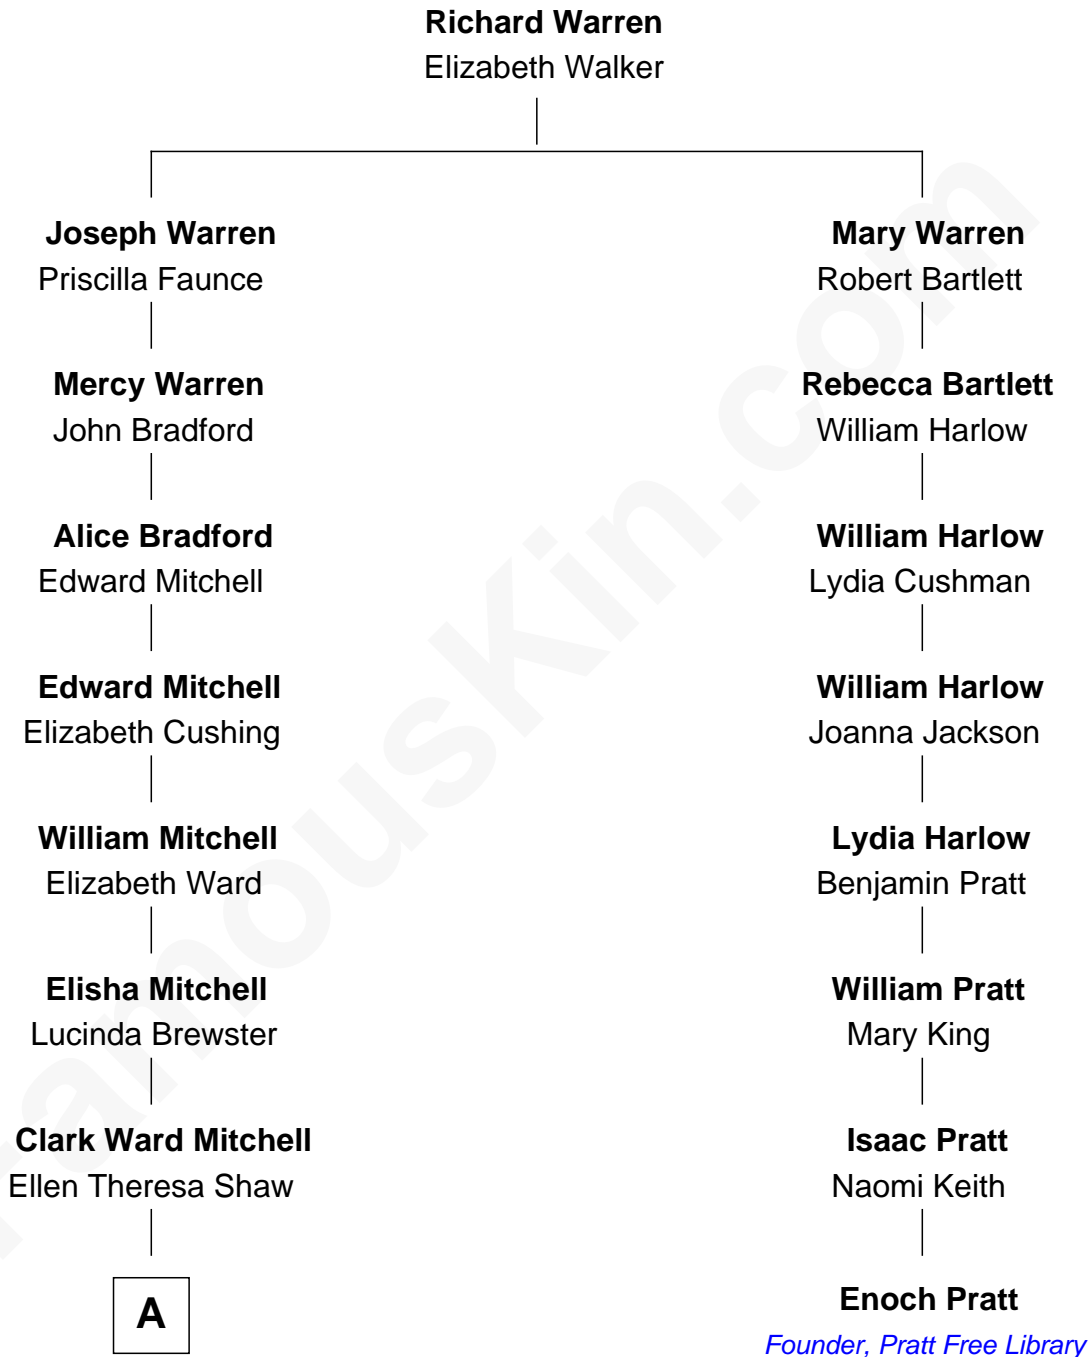 Richard Warren
Elizabeth Walker
Joseph Warren
Priscilla Faunce
Mary Warren
Robert Bartlett
Mercy Warren
John Bradford
Rebecca Bartlett
William Harlow
Alice Bradford
Edward Mitchell
William Harlow
Lydia Cushman
Edward Mitchell
Elizabeth Cushing
William Harlow
Joanna Jackson
William Mitchell
Elizabeth Ward
Lydia Harlow
Benjamin Pratt
Elisha Mitchell
Lucinda Brewster
William Pratt
Mary King
Clark Ward Mitchell
Ellen Theresa Shaw
Isaac Pratt
Naomi Keith
A
Enoch Pratt
Founder, Pratt Free Library
FamousKin.com